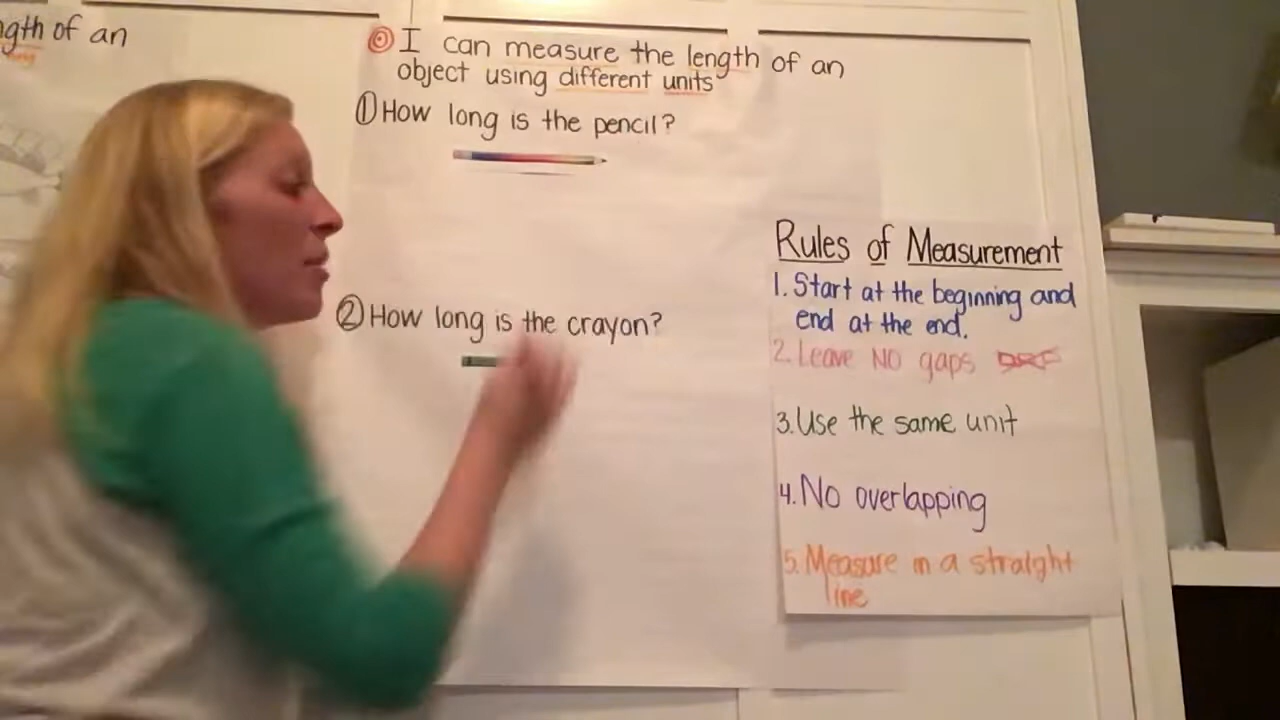 ngth of an
I can measure the length of an
object using different units
① How long is the pencil?
② How long is the crayon?
Rules of Measurement
1. Start at the beginning and
end at the end.
2. Leave NO gaps
3. Use the same unit
4. No overlapping
5. Measure in a straight
line